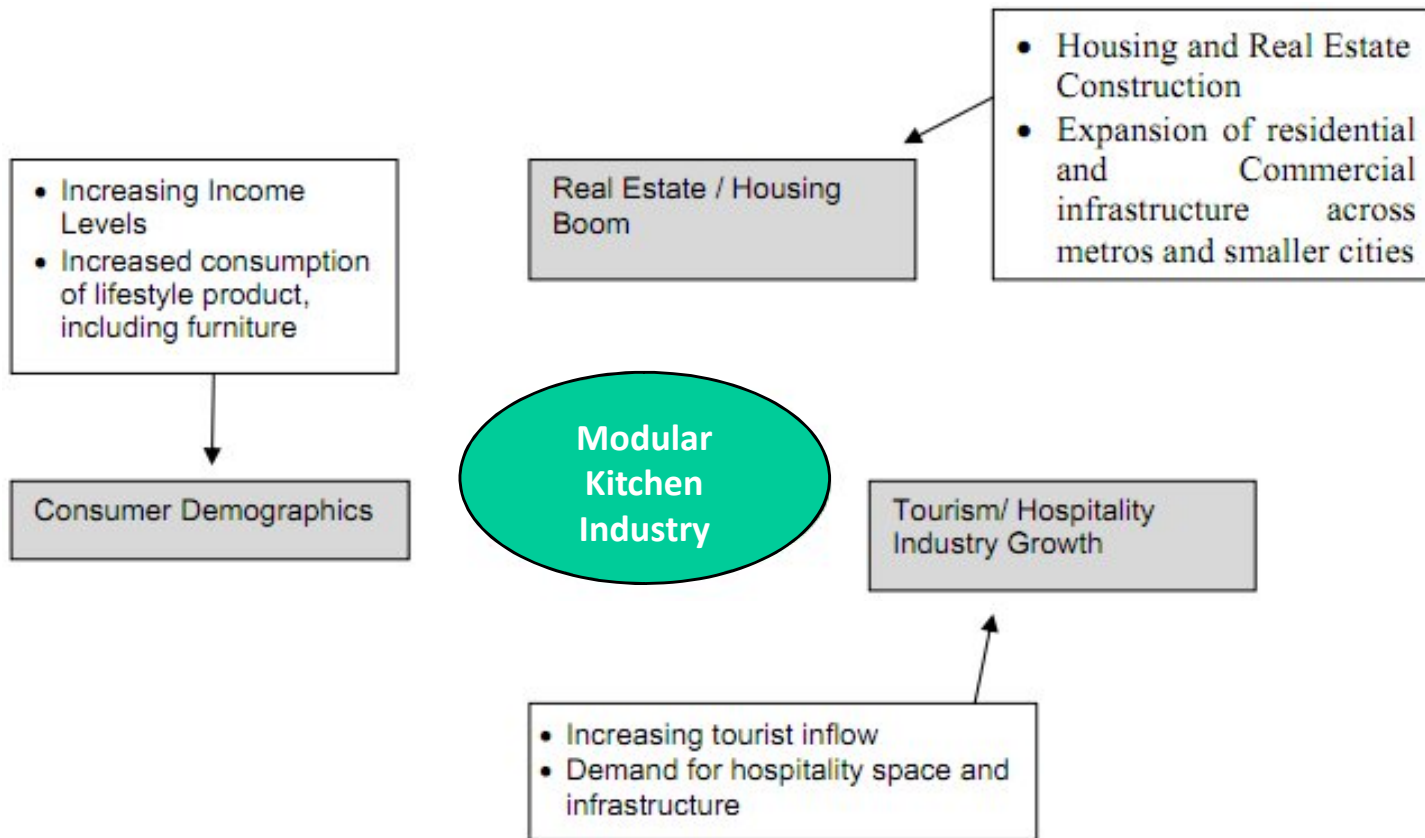 • Housing and Real Estate
Construction
• Expansion of residential
and Commercial
infrastructure across
metros and smaller cities
Real Estate / Housing
Boom
• Increasing Income
Levels
• Increased consumption
of lifestyle product,
including furniture
Consumer Demographics
Modular
Kitchen
Industry
Tourism/ Hospitality
Industry Growth
• Increasing tourist inflow
• Demand for hospitality space and
infrastructure